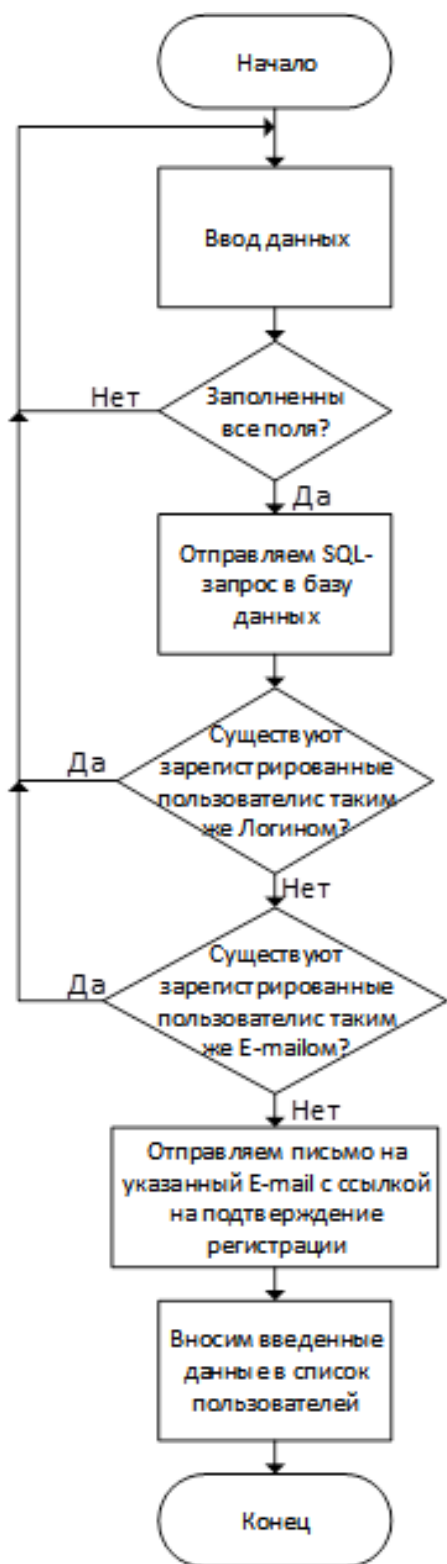 Начало
Ввод данных
Нет
Заполненны
все поля?
Да
Отправляем SQL-
запрос в базу
данных
Существуют
зарегистрированные
пользователис таким
же Логином?
Да
Нет
Существуют
зарегистрированные
пользователис таким
же E-mailом?
Да
Нет
Отправляем письмо на
указанный E-mail с ссылкой
на подтверждение
регистрации
Вносим введенные
данные в список
пользователей
Конец